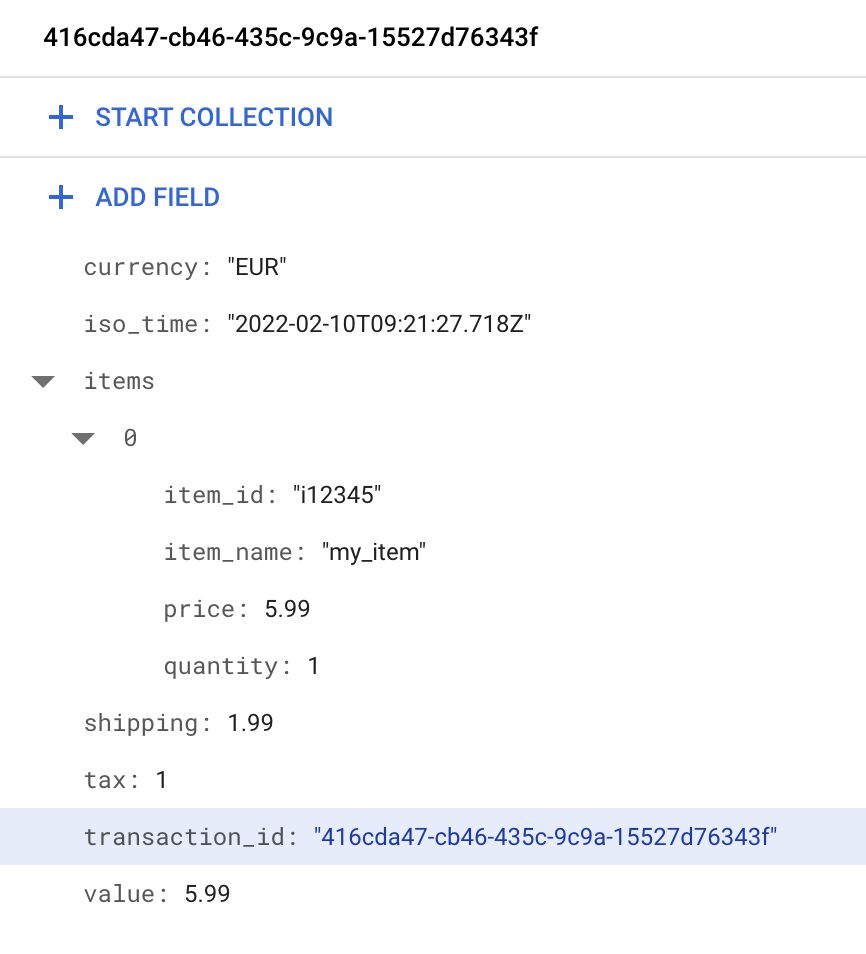 416cda47-cb46-435c-9c9a-15527d76343f
+ START COLLECTION
+ ADD FIELD
currency: "EUR"
iso_time: "2022-02-10T09:21:27.718Z"
items
0
item_id: "i12345"
item_name: "my_item"
price: 5.99
quantity: 1
shipping: 1.99
tax: 1
transaction_id: "416cda47-cb46-435c-9c9a-15527d76343f"
value: 5.99